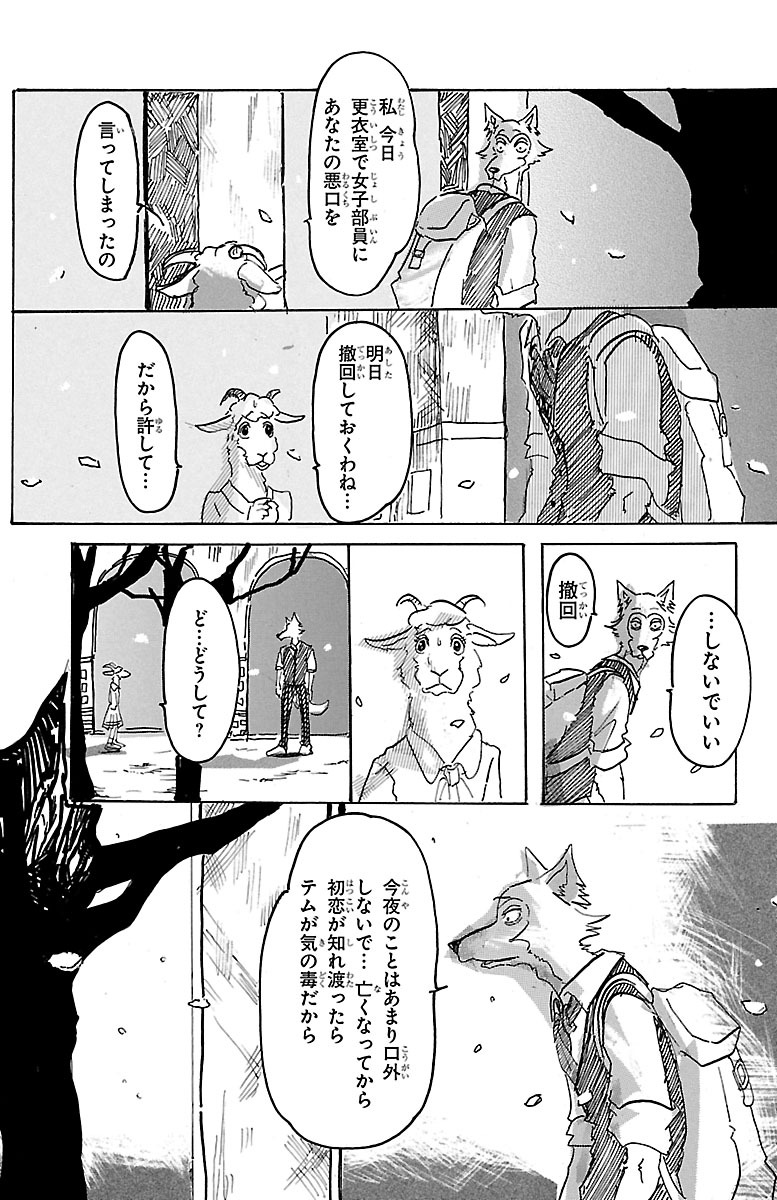 私 今日
更衣室で女子部員に
あなたの悪口を
言ってしまったの
明日
撤回しておくわね…
だから許して…
…しないでいい
撤回
ど…どうして？
今夜のことはあまり口外
しないで… 亡くなってから
初恋が知れ渡ったら
テムが気の毒だから